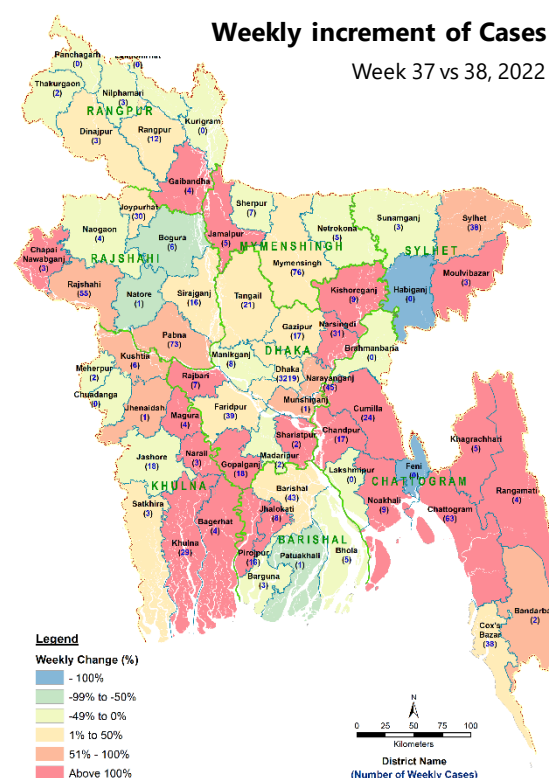 Weekly increment of Cases
Week 37 vs 38, 2022
Panchagarh
(0)
(0)
Thakurgaon
(2)
Nilphamari
(3)
RANGPUR
Kurigram
(0)
Dinajpur
(3)
Rangpur
(12)
Gaibandha
(4)
Joypurhat
(30)
Sherpur
(7)
Naogaon
(4)
Bogura
(6)
Jamalpur
(5)
Netrokona
(5)
Sunamganj
(3)
Sylhet
(38)
MYMENSINGH
SYLHET
Chapai
Nawabganj
(3)
RAJSHAHI
Mymensingh
(76)
Moulvibazar
(3)
Rajshahi
(55)
Natore
(1)
Sirajganj
(16)
Tangail
(21)
Kishoreganj
(9)
Habiganj
(0)
Pabna
(73)
Gazipur
(17)
Narsingdi
(31)
Brahmanbaria
(0)
DHAKA
Kushtia
(6)
Manikganj
(8)
Meherpur
(2)
Dhaka
(3219)
Narayanganj
(45)
Rajbari
(7)
Chuadanga
(0)
Jhenaidah
(1)
Magura
(4)
Faridpur
(39)
Munshiganj
(1)
Cumilla
(24)
Shariatpur
(2)
Chandpur
(17)
Khagrachhari
(5)
Jashore
(18)
Narail
(3)
Gopalganj
(18)
Madaripur
(2)
Lakshmipur
(0)
Feni
(0)
KHULNA
CHATTOGRAM
Rangamati
(4)
Satkhira
(3)
Bagerhat
(4)
Barishal
(43)
Jhalokati
(8)
Noakhali
(9)
Chattogram
(63)
Khulna
(29)
BARISHAL
Pirojpur
(16)
Patuakhali
(1)
Bhola
(5)
Barguna
(3)
Bandarba
(2)
Cox's
Bazar
(38)
Legend
Weekly Change (%)
- 100%
-99% to -50%
-49% to 0%
1% to 50%
51% - 100%
Above 100%
N
0 25 50 75 100
Kilometers
District Name
(Number of Weekly Cases)